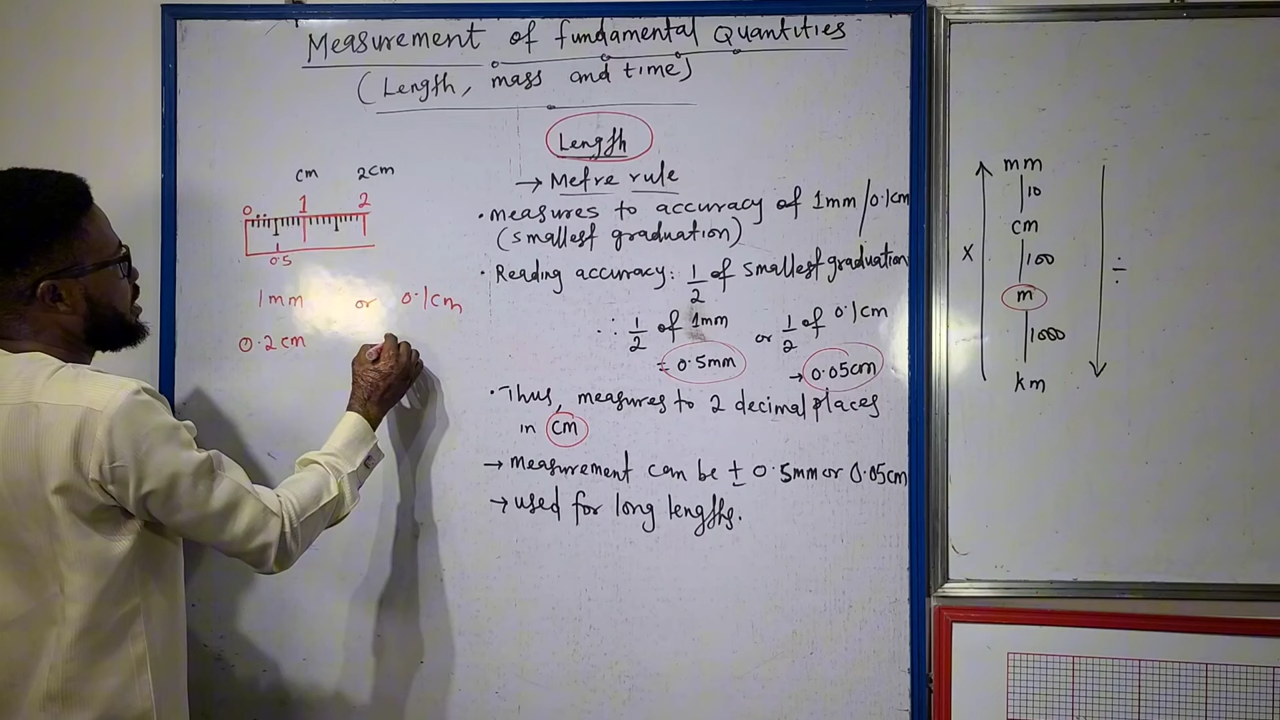 Measurement of fundamental Quantities
(Length, mass and time)
Length
→ Metre rule
• measures to accuracy of 1mm/0.1cm
(smallest graduation)
• Reading accuracy: 1/2 of smallest graduation
∴ 1/2 of 1mm or 1/2 of 0.1cm
= 0.5mm → 0.05cm
• Thus, measures to 2 decimal places
in cm
→ measurement can be ± 0.5mm or 0.05cm
→ used for long lengths.
cm 2cm
0 1 2
0.5
1mm or 0.1cm
0.2cm
mm
10
cm
100
m
1000
km
x
÷